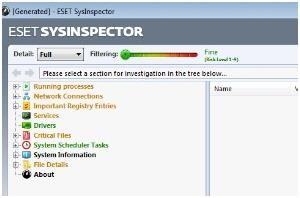 [Generated] - ESET SysInspector
ESET SYSINSPECTOR
Detail: Full Filtering: Fine
(Risk Level 1-9)
Please select a section for investigation in the tree below...
Running processes
Network Connections
Important Registry Entries
Services
Drivers
Critical Files
System Scheduler Tasks
System Information
File Details
About
Name Value